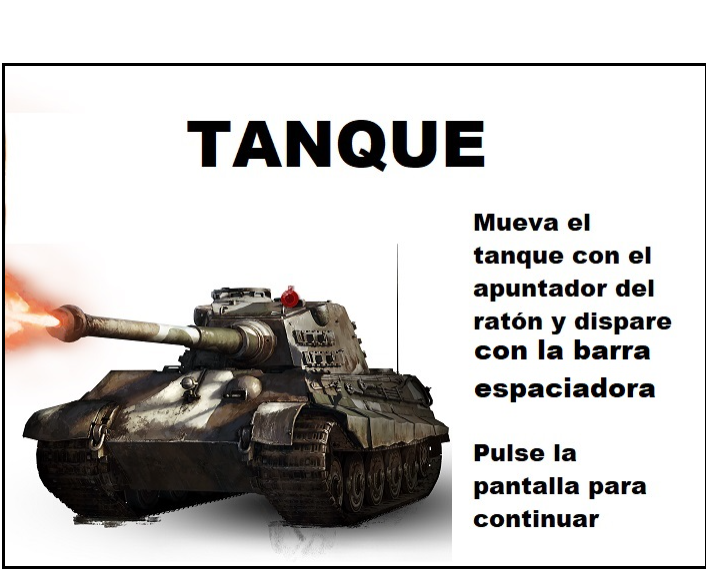 TANQUE
Mueva el
tanque con el
apuntador del
ratón y dispare
con la barra
espaciadora
Pulse la
pantalla para
continuar